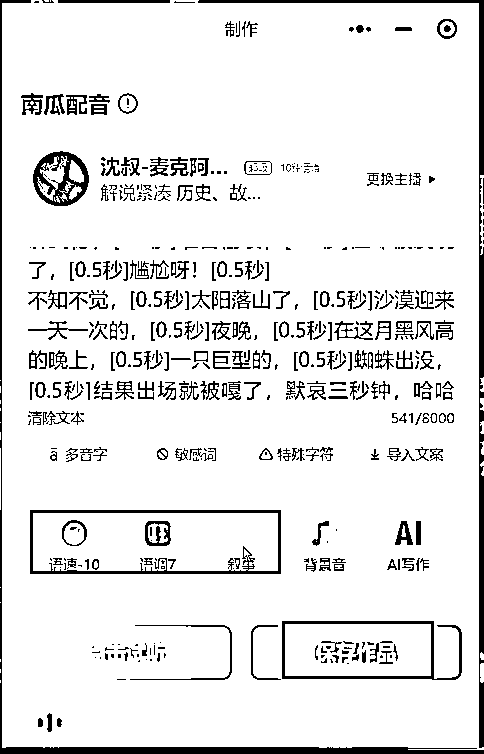 制作
南瓜配音
沈叔-麦克阿...
解说紧凑 历史、故...
更换主播
了，[0.5秒]尴尬呀！[0.5秒]
不知不觉，[0.5秒]太阳落山了，[0.5秒]沙漠迎来
一天一次的，[0.5秒]夜晚，[0.5秒]在这月黑风高
的晚上，[0.5秒]一只巨型的，[0.5秒]蜘蛛出没，
[0.5秒]结果出场就被嘎了，默哀三秒钟，哈哈
清除文本 541/8000
ā 多音字 敏感词 特殊字符 导入文案
AI
语速-10 语调7 叙事 背景音 AI写作
点击试听 保存作品